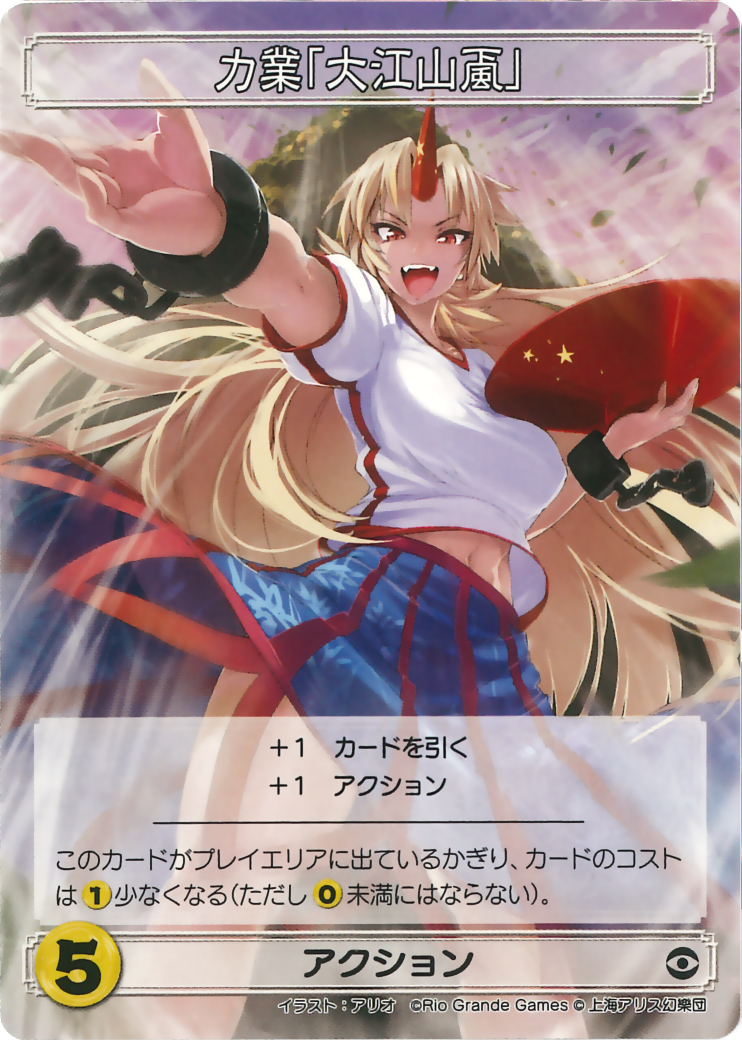 力業「大江山颪」
+1　カードを引く
+1　アクション
このカードがプレイエリアに出ているかぎり、カードのコスト
は 1 少なくなる(ただし 0 未満にはならない)。
5
アクション
イラスト：アリオ　©Rio Grande Games © 上海アリス幻樂団